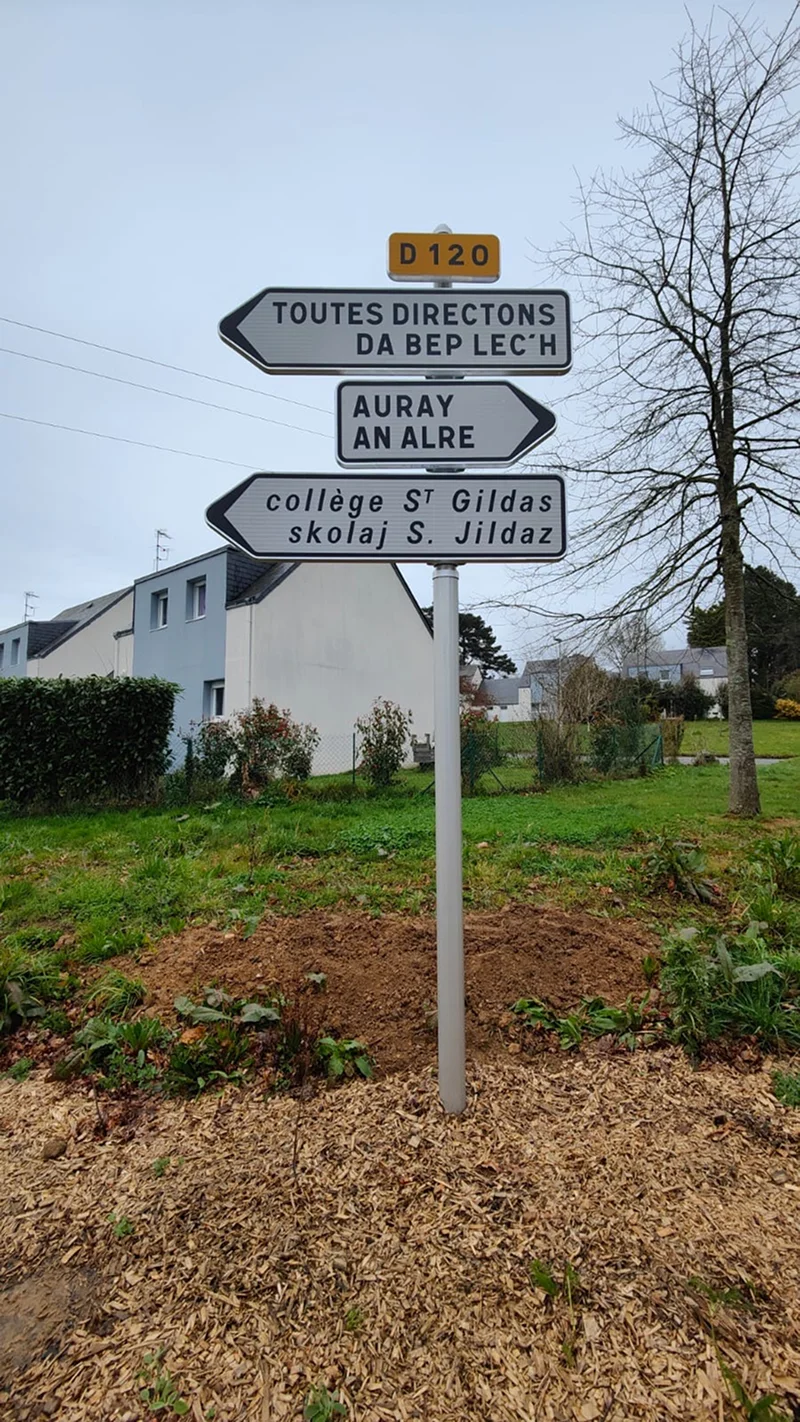 D 120
TOUTES DIRECTONS
DA BEP LEC'H
AURAY
AN ALRE
collège Sᵀ Gildas
skolaj S. Jildaz